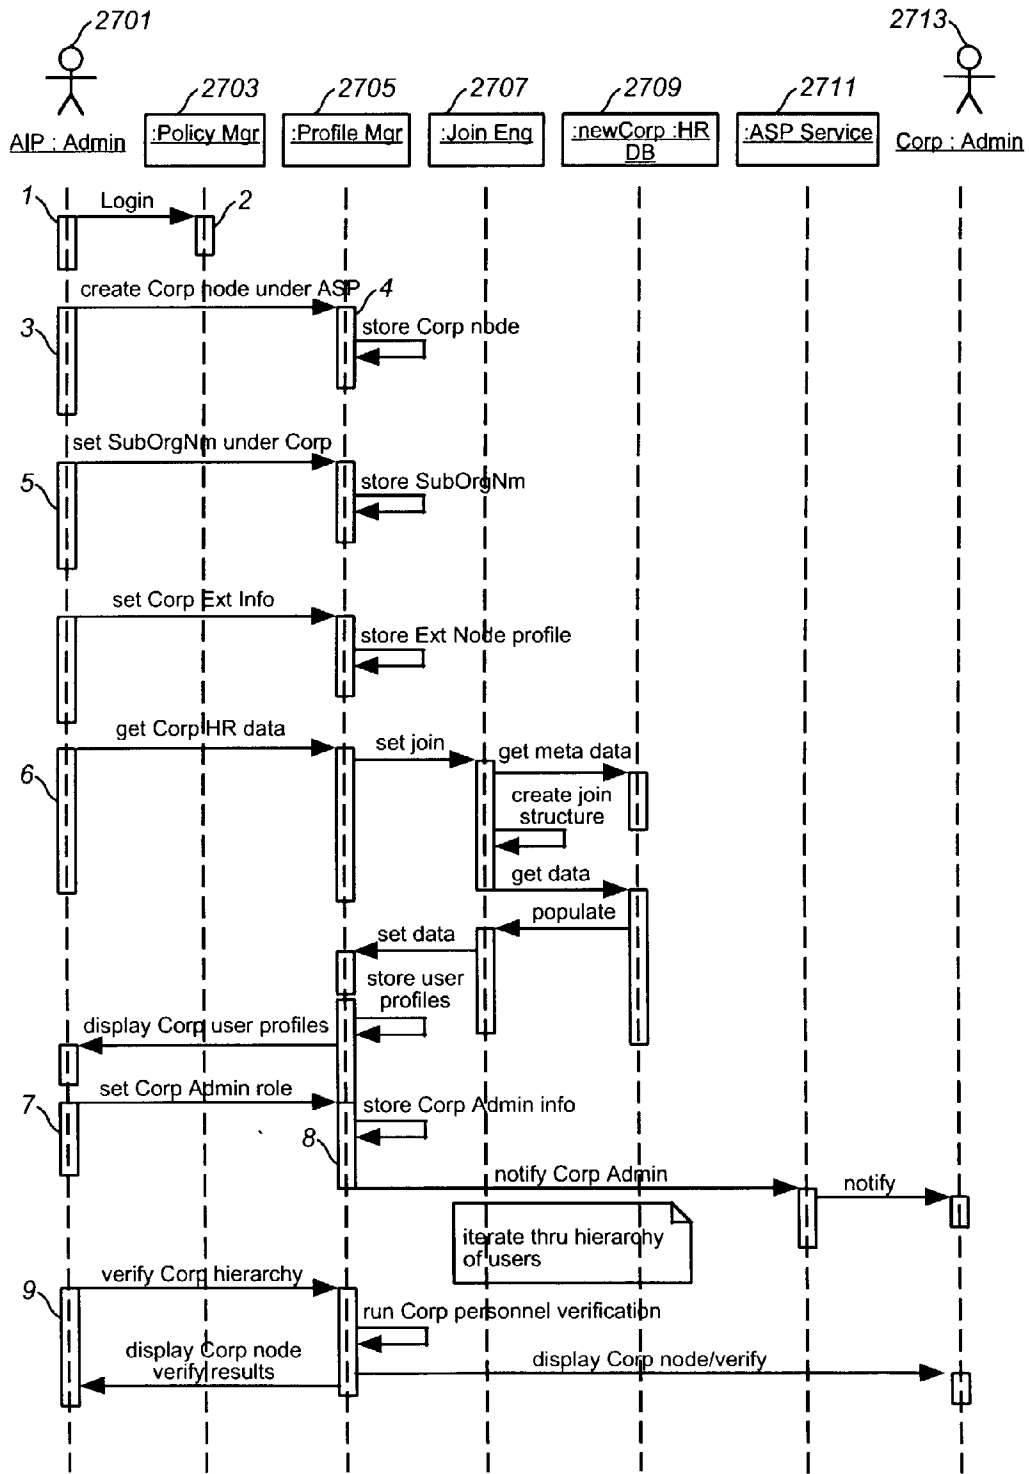 2701
2713
2703
2705
2707
2709
2711
AIP : Admin
:Policy Mgr
:Profile Mgr
:Join Eng
:newCorp :HR
DB
:ASP Service
Corp : Admin
1
Login
2
create Corp node under ASP
4
3
store Corp node
set SubOrgNm under Corp
5
store SubOrgNm
set Corp Ext Info
store Ext Node profile
get Corp HR data
set join
get meta data
6
create join
structure
get data
populate
set data
store user
profiles
display Corp user profiles
set Corp Admin role
7
store Corp Admin info
8
notify Corp Admin
notify
iterate thru hierarchy
of users
verify Corp hierarchy
9
run Corp personnel verification
display Corp node
verify results
display Corp node/verify